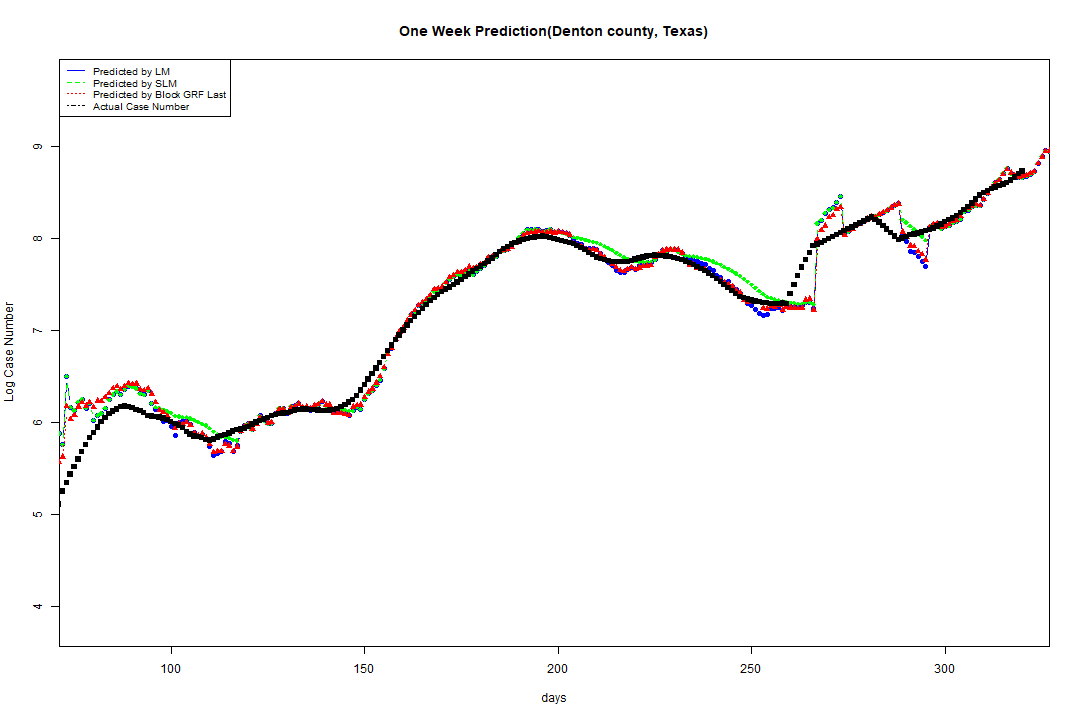 One Week Prediction(Denton county, Texas)
Predicted by LM
Predicted by SLM
Predicted by Block GRF Last
Actual Case Number
9
8
7
6
5
4
Log Case Number
100 150 200 250 300
days